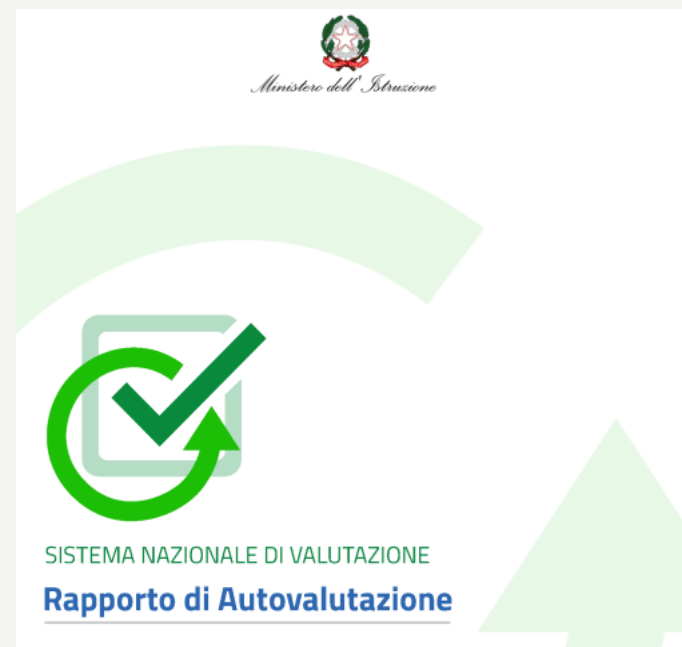 Ministero dell' Istruzione
SISTEMA NAZIONALE DI VALUTAZIONE
Rapporto di Autovalutazione